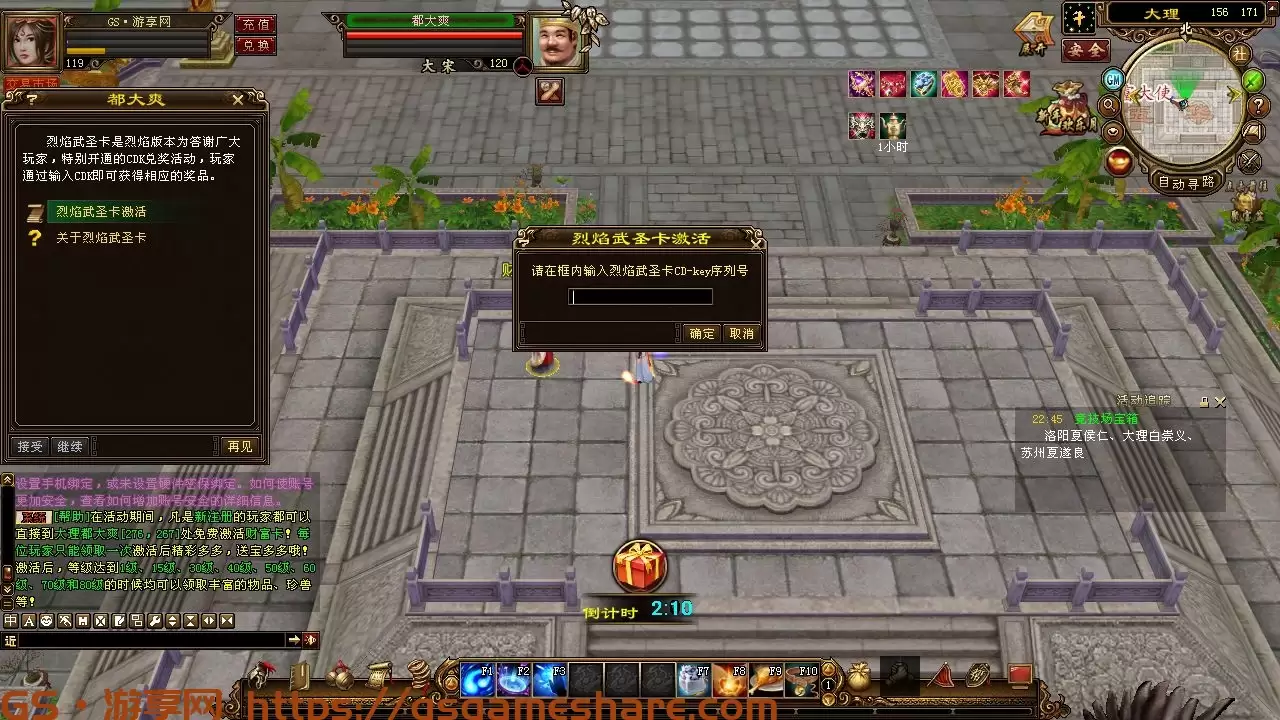 GS·游享网
119
充值
兑换
都大爽
大宋
120
展开
安全
大理 156 171
北
社
GM
自动寻路
1小时
交易市场
? 都大爽
烈焰武圣卡是烈焰版本为答谢广大
玩家，特别开通的CDK兑奖活动，玩家
通过输入CDK即可获得相应的奖品。
烈焰武圣卡激活
? 关于烈焰武圣卡
接受 继续 再见
烈焰武圣卡激活
请在框内输入烈焰武圣卡CD-key序列号
确定 取消
活动追踪
22:45 竞技场宝箱
洛阳夏侯仁、大理白崇义、
苏州夏遂良
设置手机绑定，或未设置硬件密保绑定。如何使账号
更加安全，查看如何增加账号安全的详细信息。
[帮助]在活动期间，凡是新注册的玩家都可以
直接到大理都大爽[276，267]处免费激活财富卡！每
位玩家只能领取一次激活后精彩多多，送宝多多哦！
激活后，等级达到1级、15级、30级、40级、50级、60
级、70级和80级的时候均可以领取丰富的物品、珍兽
等！
倒计时 2:10
中 A
近
F1 F2 F3 F7 F8 F9 F10
1
GS·游享网：https://gsgameshare.com